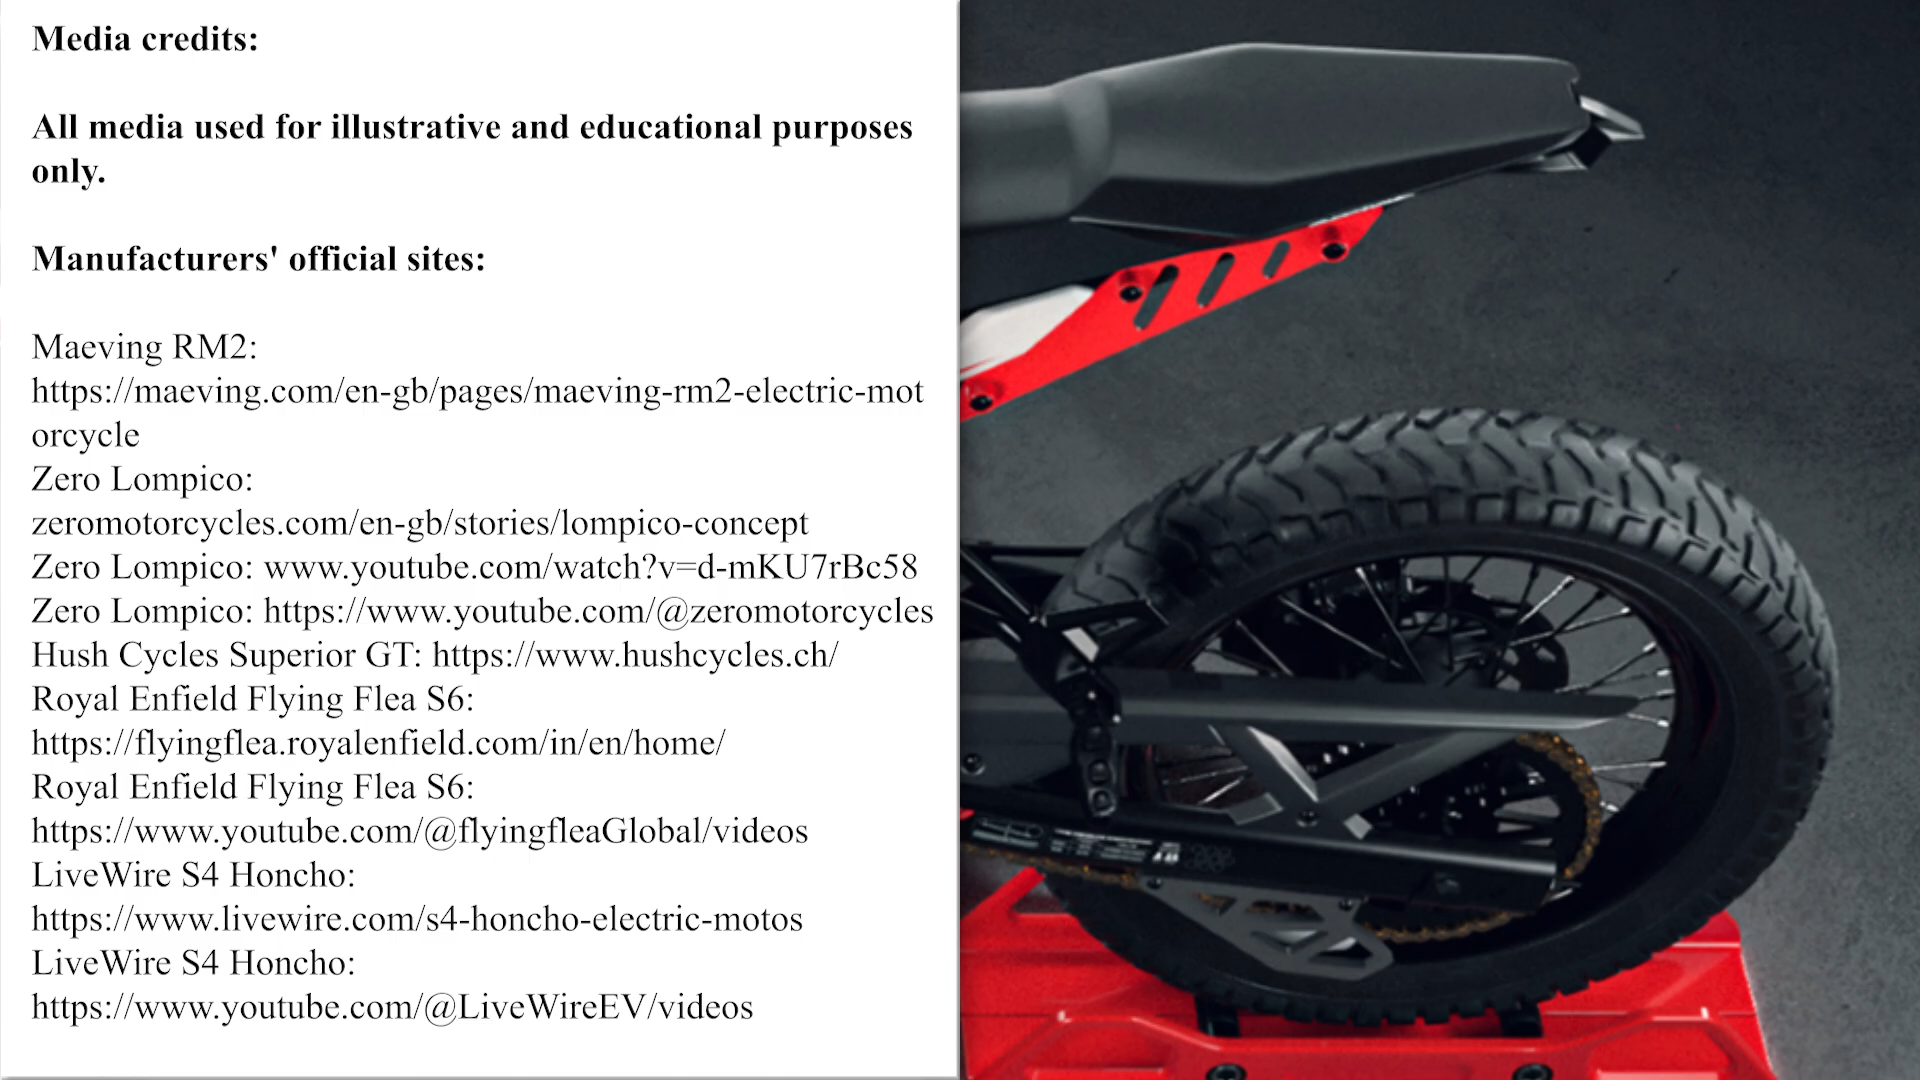 Media credits:
All media used for illustrative and educational purposes
only.
Manufacturers' official sites:
Maeving RM2:
https://maeving.com/en-gb/pages/maeving-rm2-electric-mot
orcycle
Zero Lompico:
zeromotorcycles.com/en-gb/stories/lompico-concept
Zero Lompico: www.youtube.com/watch?v=d-mKU7rBc58
Zero Lompico: https://www.youtube.com/@zeromotorcycles
Hush Cycles Superior GT: https://www.hushcycles.ch/
Royal Enfield Flying Flea S6:
https://flyingflea.royalenfield.com/in/en/home/
Royal Enfield Flying Flea S6:
https://www.youtube.com/@flyingfleaGlobal/videos
LiveWire S4 Honcho:
https://www.livewire.com/s4-honcho-electric-motos
LiveWire S4 Honcho:
https://www.youtube.com/@LiveWireEV/videos